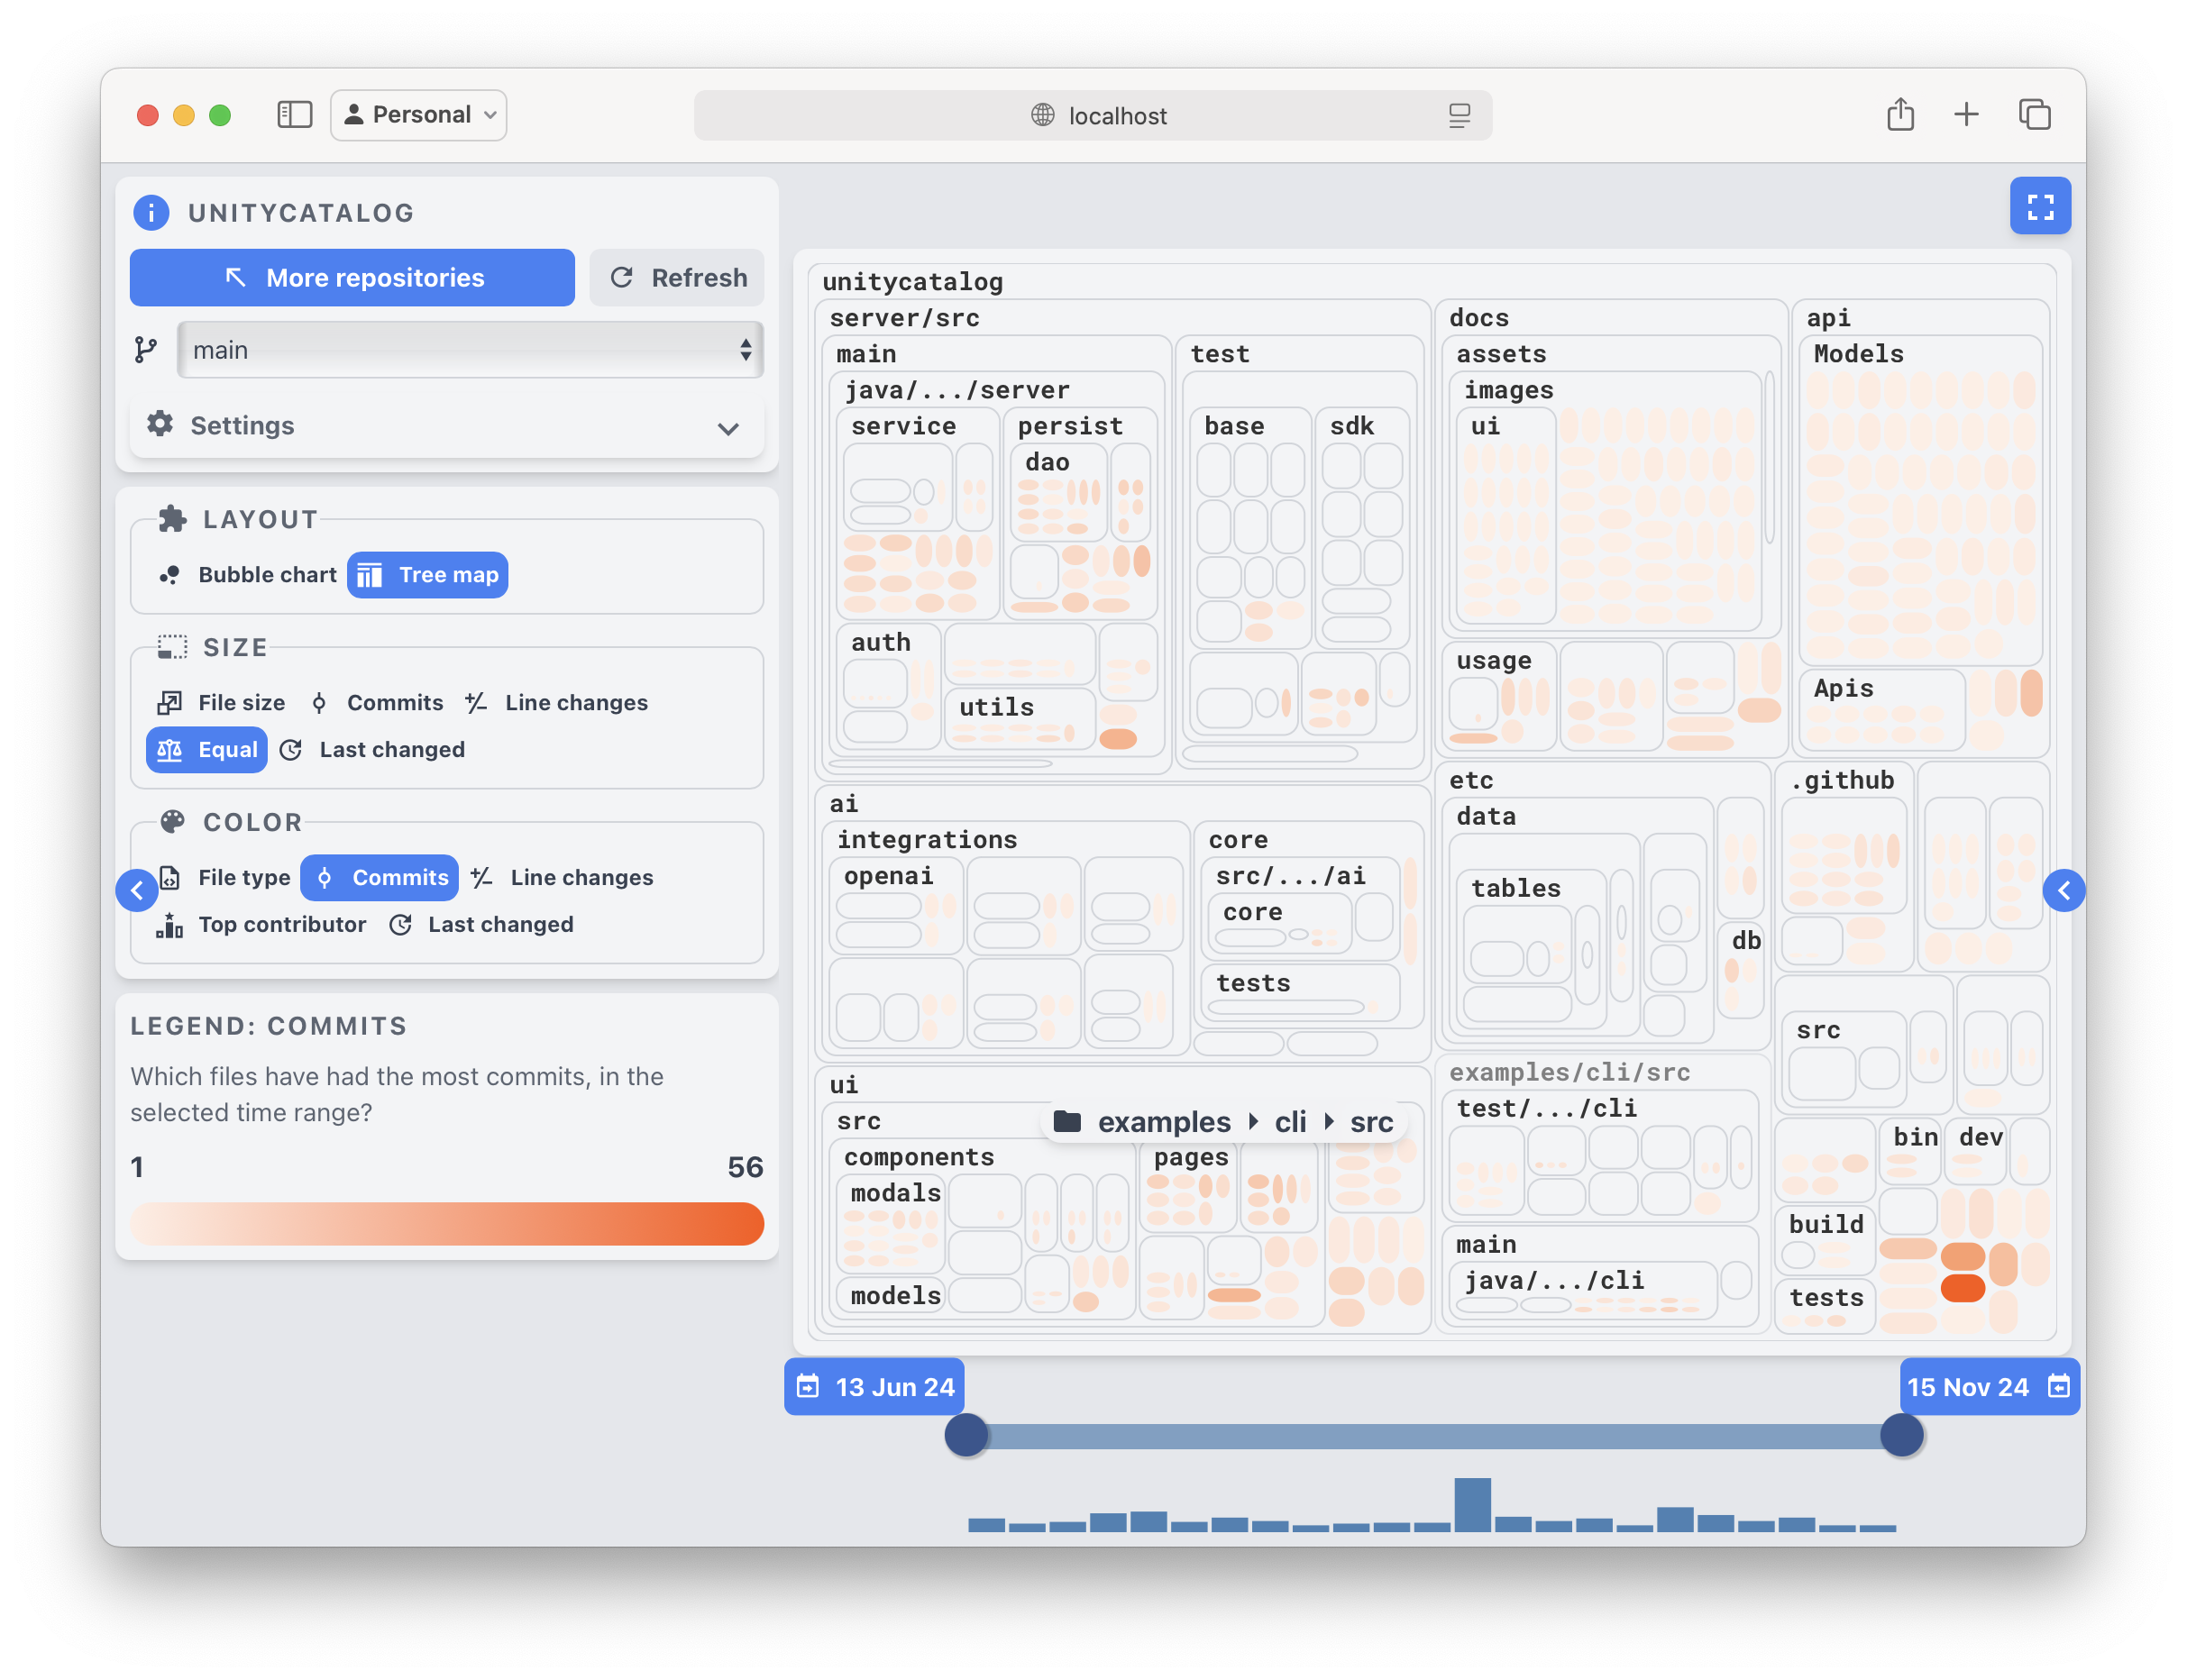 Personal
localhost
UNITYCATALOG
More repositories
Refresh
main
Settings
LAYOUT
Bubble chart
Tree map
SIZE
File size
Commits
Line changes
Equal
Last changed
COLOR
File type
Commits
Line changes
Top contributor
Last changed
LEGEND: COMMITS
Which files have had the most commits, in the
selected time range?
1
56
unitycatalog
server/src
main
java/.../server
service
persist
dao
auth
utils
test
base
sdk
docs
assets
images
ui
usage
api
Models
Apis
ai
integrations
openai
core
src/.../ai
core
tests
etc
data
tables
db
.github
src
ui
src
components
modals
models
pages
examples cli src
examples/cli/src
test/.../cli
main
java/.../cli
bin
dev
build
tests
13 Jun 24
15 Nov 24